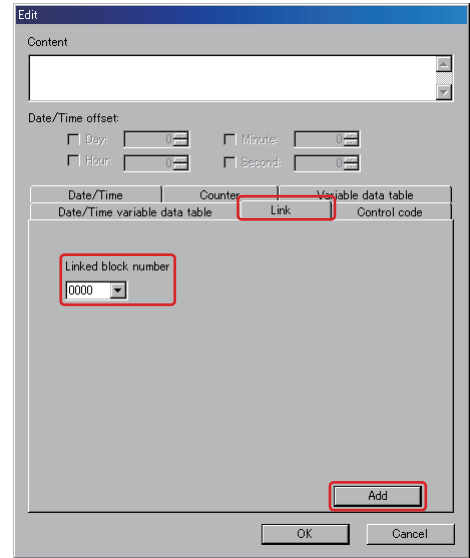 Edit
Content
Date/Time offset:
Day: 0 Minute: 0
Hour: 0 Second: 0
Date/Time Counter Variable data table
Date/Time variable data table Link Control code
Linked block number
0000
Add
OK Cancel